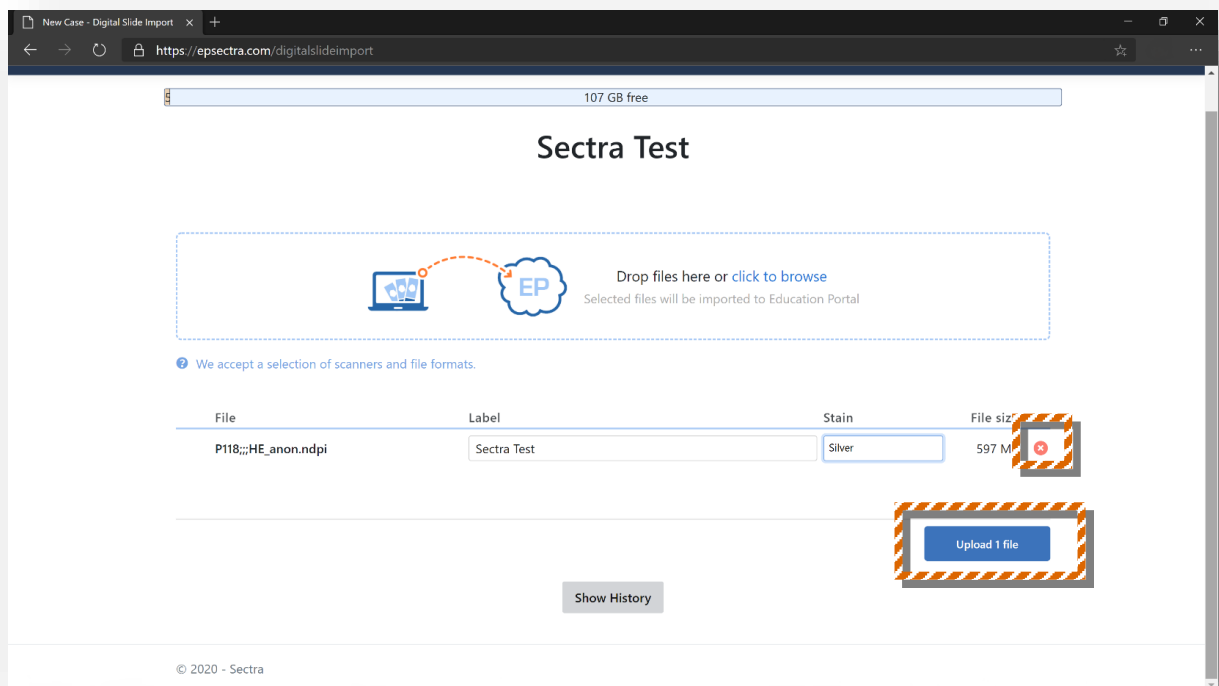 New Case - Digital Slide Import
https://epsectra.com/digitalslideimport
107 GB free
Sectra Test
EP
Drop files here or click to browse
Selected files will be imported to Education Portal
We accept a selection of scanners and file formats.
File Label Stain File
P118;;;HE_anon.ndpi Sectra Test Silver 597 M
Upload 1 file
Show History
© 2020 - Sectra